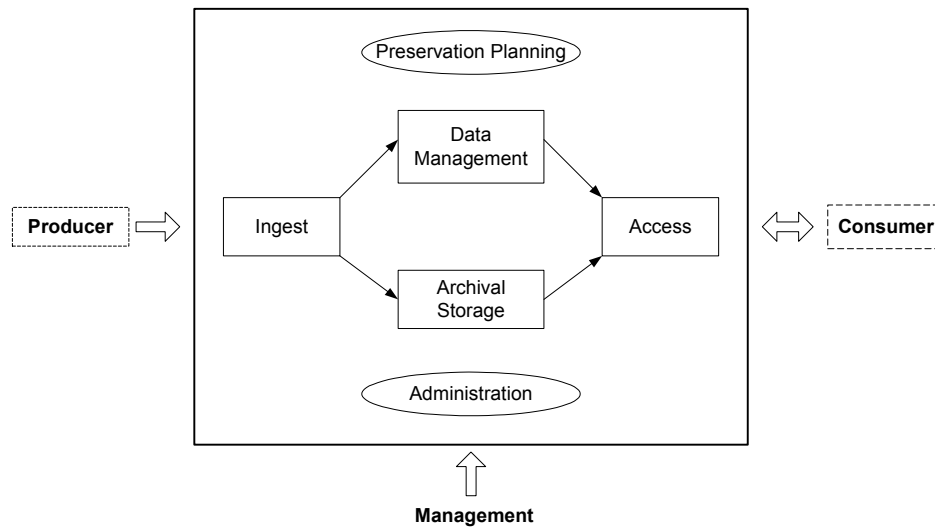 Preservation Planning
Data
Management
Producer
Ingest
Access
Consumer
Archival
Storage
Administration
Management